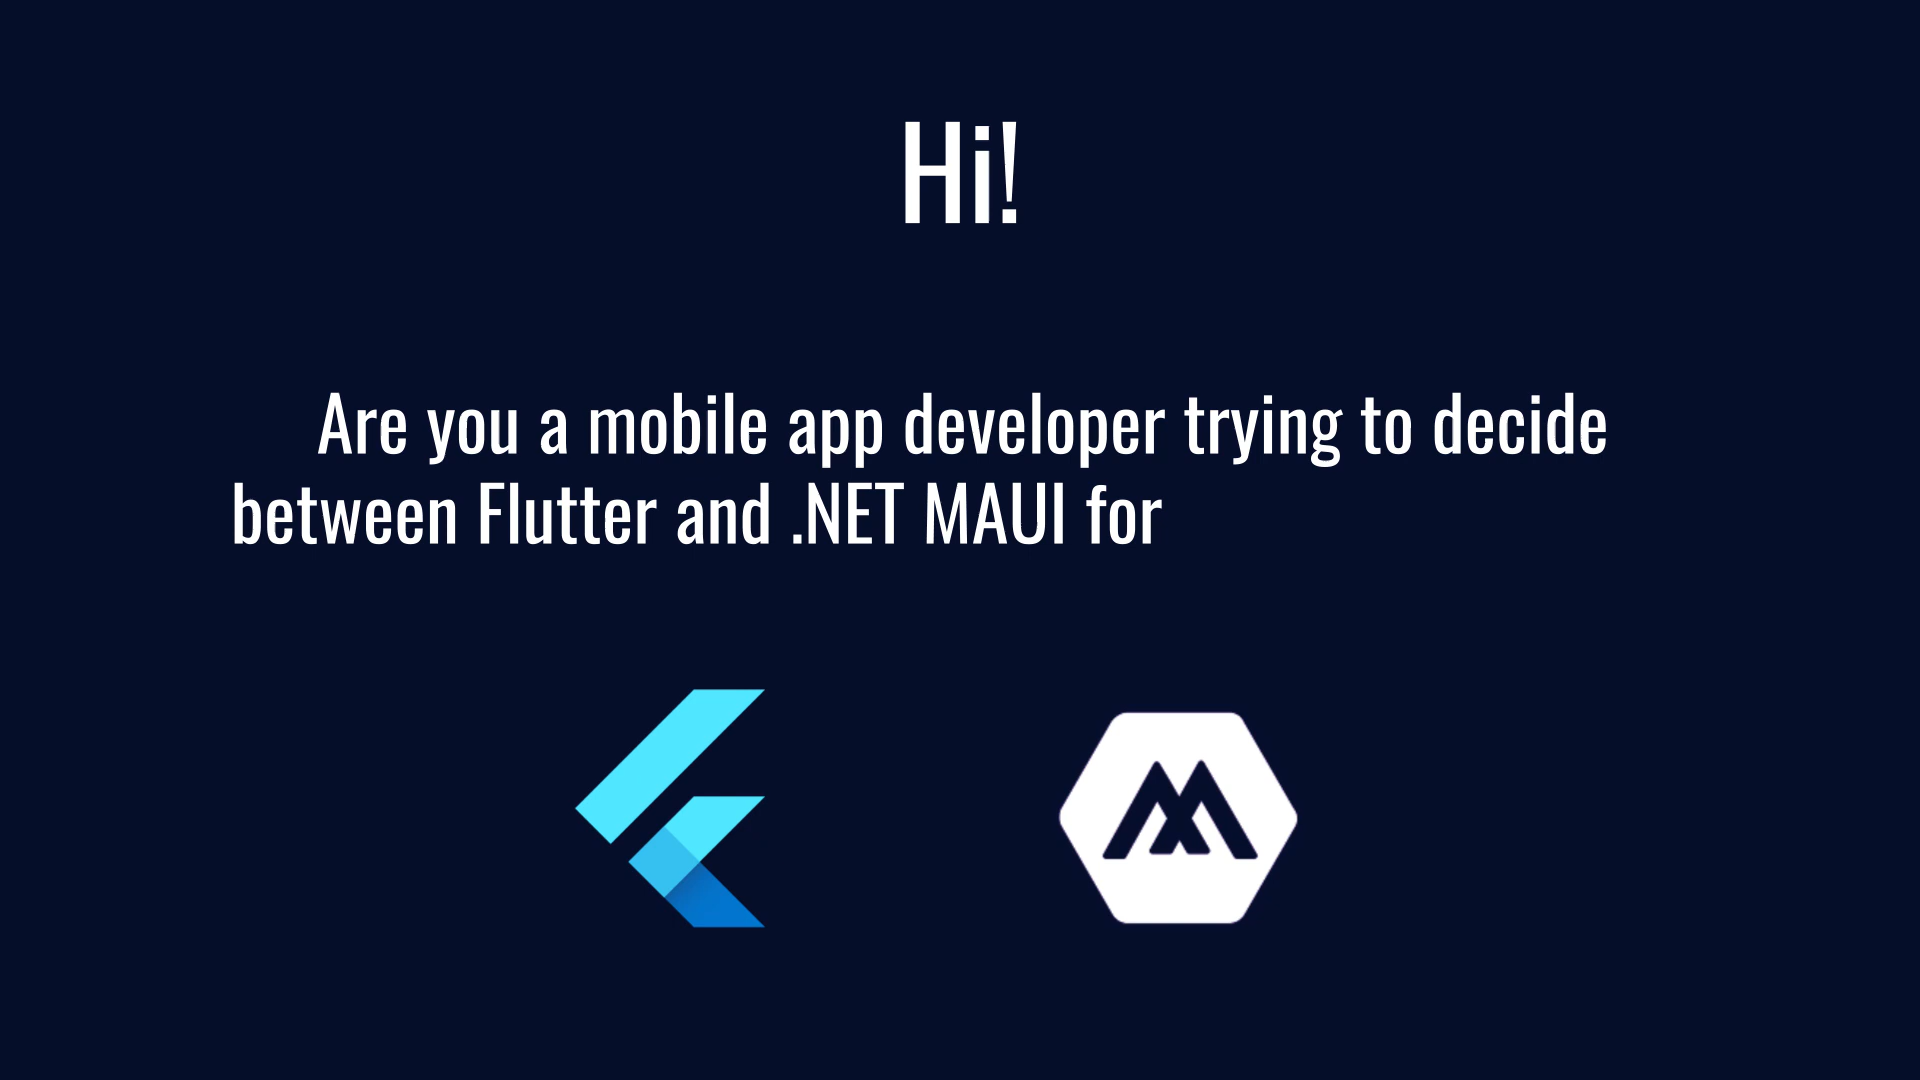 Hi!
Are you a mobile app developer trying to decide
between Flutter and .NET MAUI for